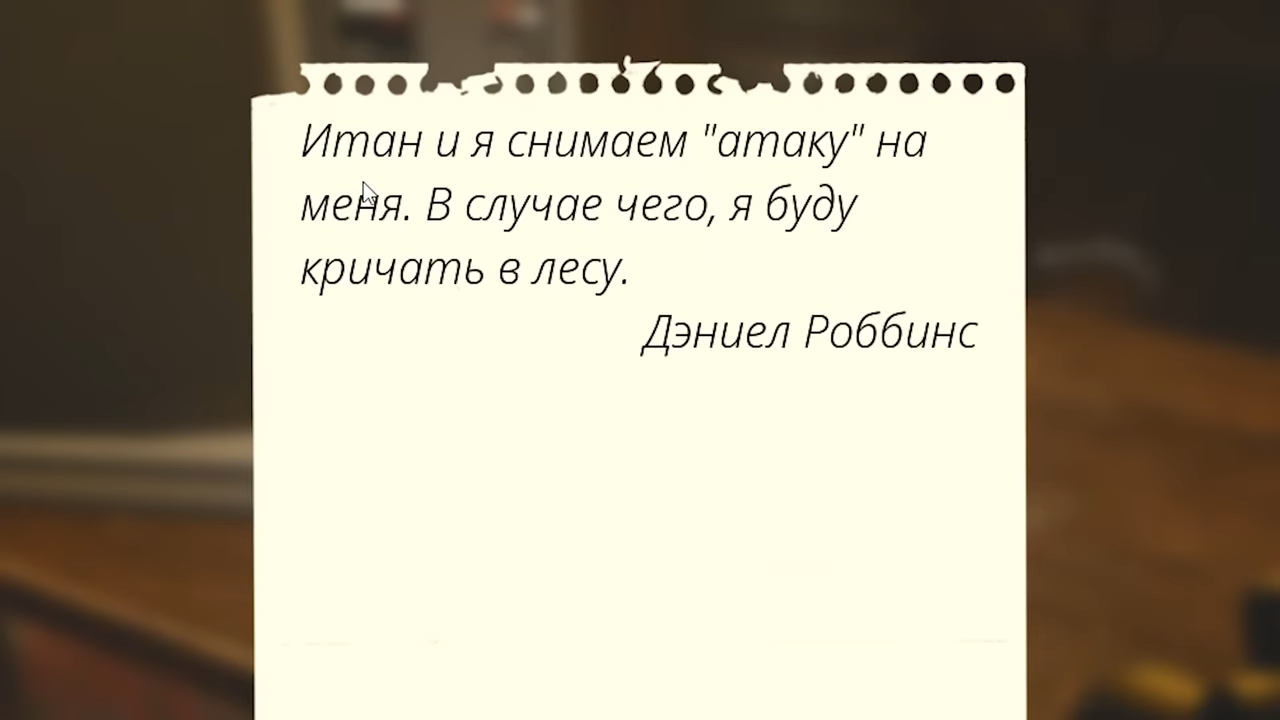 Итан и я снимаем "атаку" на
меня. В случае чего, я буду
кричать в лесу.
Дэниел Роббинс